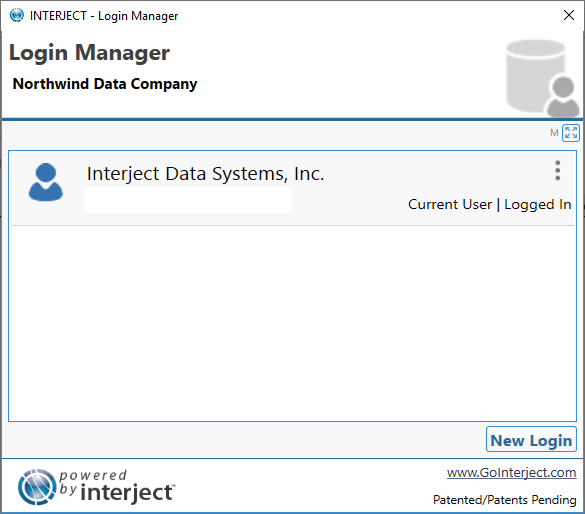 INTERJECT - Login Manager
Login Manager
Northwind Data Company
M
Interject Data Systems, Inc.
Current User | Logged In
New Login
powered
by interject™
www.GoInterject.com
Patented/Patents Pending